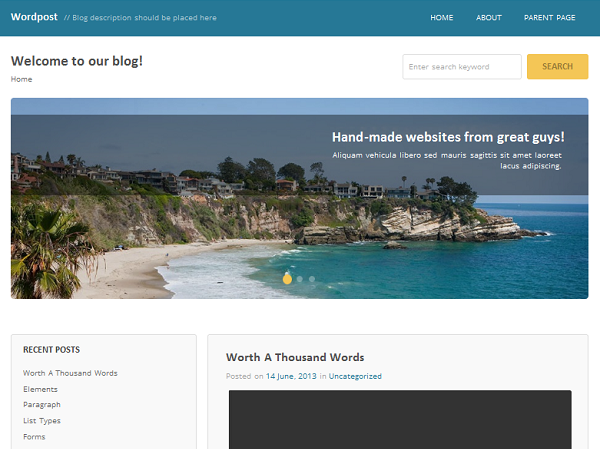 Wordpost // Blog description should be placed here
HOME ABOUT PARENT PAGE
Welcome to our blog!
Home
Enter search keyword
SEARCH
Hand-made websites from great guys!
Aliquam vehicula libero sed mauris sagittis sit amet laoreet
lacus adipiscing.
RECENT POSTS
Worth A Thousand Words
Elements
Paragraph
List Types
Forms
Worth A Thousand Words
Posted on 14 June, 2013 in Uncategorized